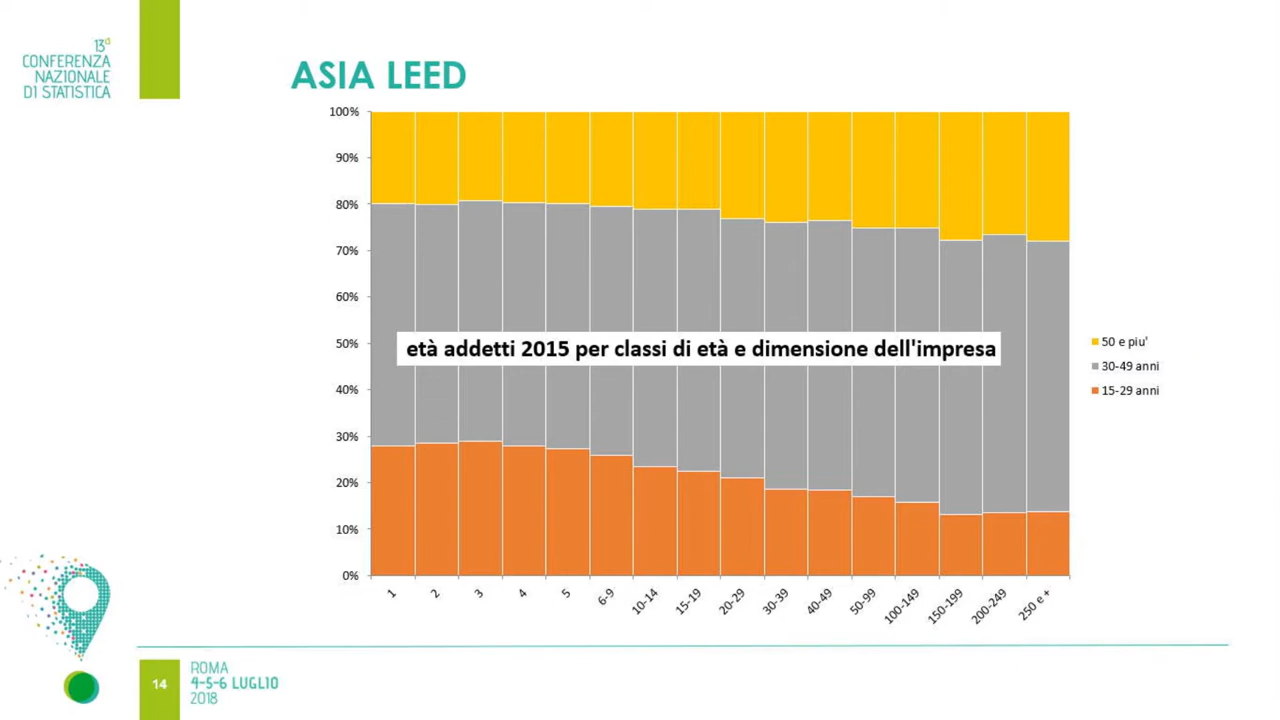 13ª
CONFERENZA
NAZIONALE
DI STATISTICA
ASIA LEED
100%
90%
80%
70%
60%
50%
40%
30%
20%
10%
0%
età addetti 2015 per classi di età e dimensione dell'impresa
50 e piu'
30-49 anni
15-29 anni
1
2
3
4
5
6-9
10-14
15-19
20-29
30-39
40-49
50-99
100-149
150-199
200-249
250 e +
14
ROMA
4-5-6 LUGLIO
2018